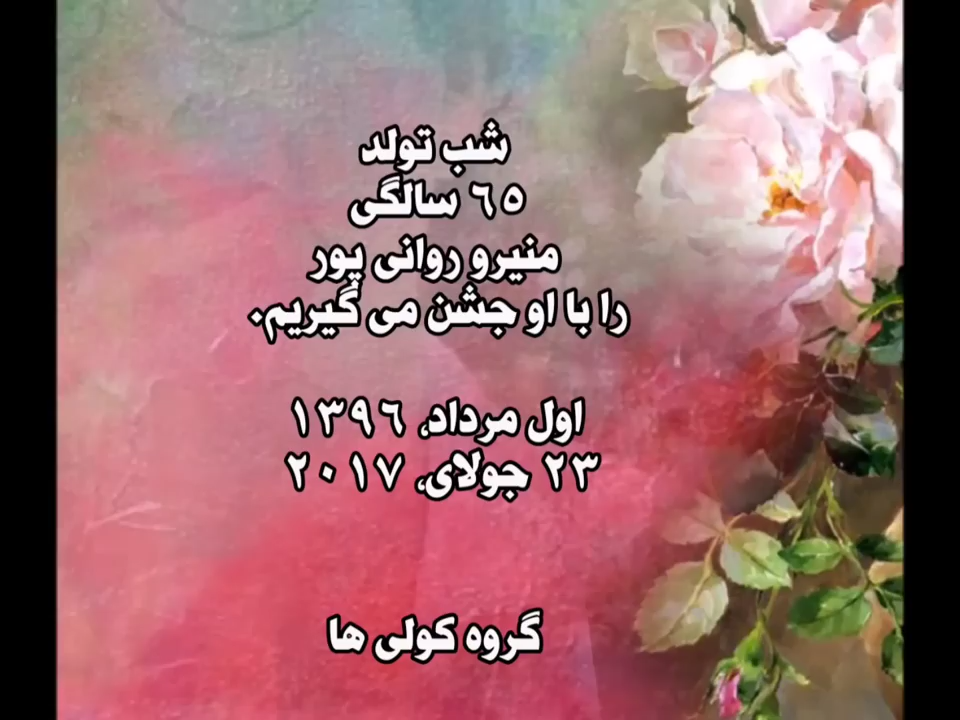 شب تولد
۶۵ سالگی
منیرو روانی پور
را با او جشن می گیریم.
اول مرداد، ۱۳۹۶
۲۳ جولای، ۲۰۱۷
گروه کولی ها